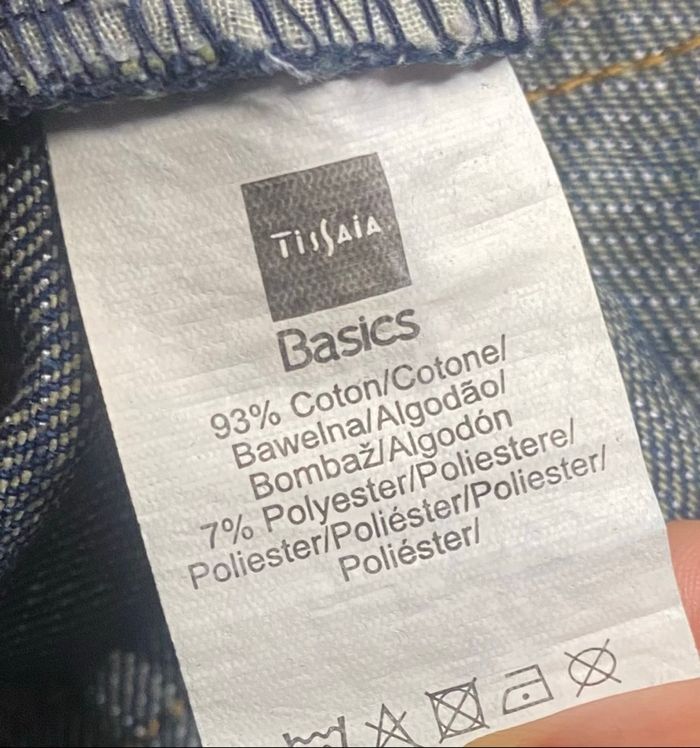 TISSAIA
Basics
93% Coton/Cotone/
Bawelna/Algodão/
Bombaž/Algodón
7% Polyester/Poliestere/
Poliester/Poliéster/Poliester/
Poliéster/